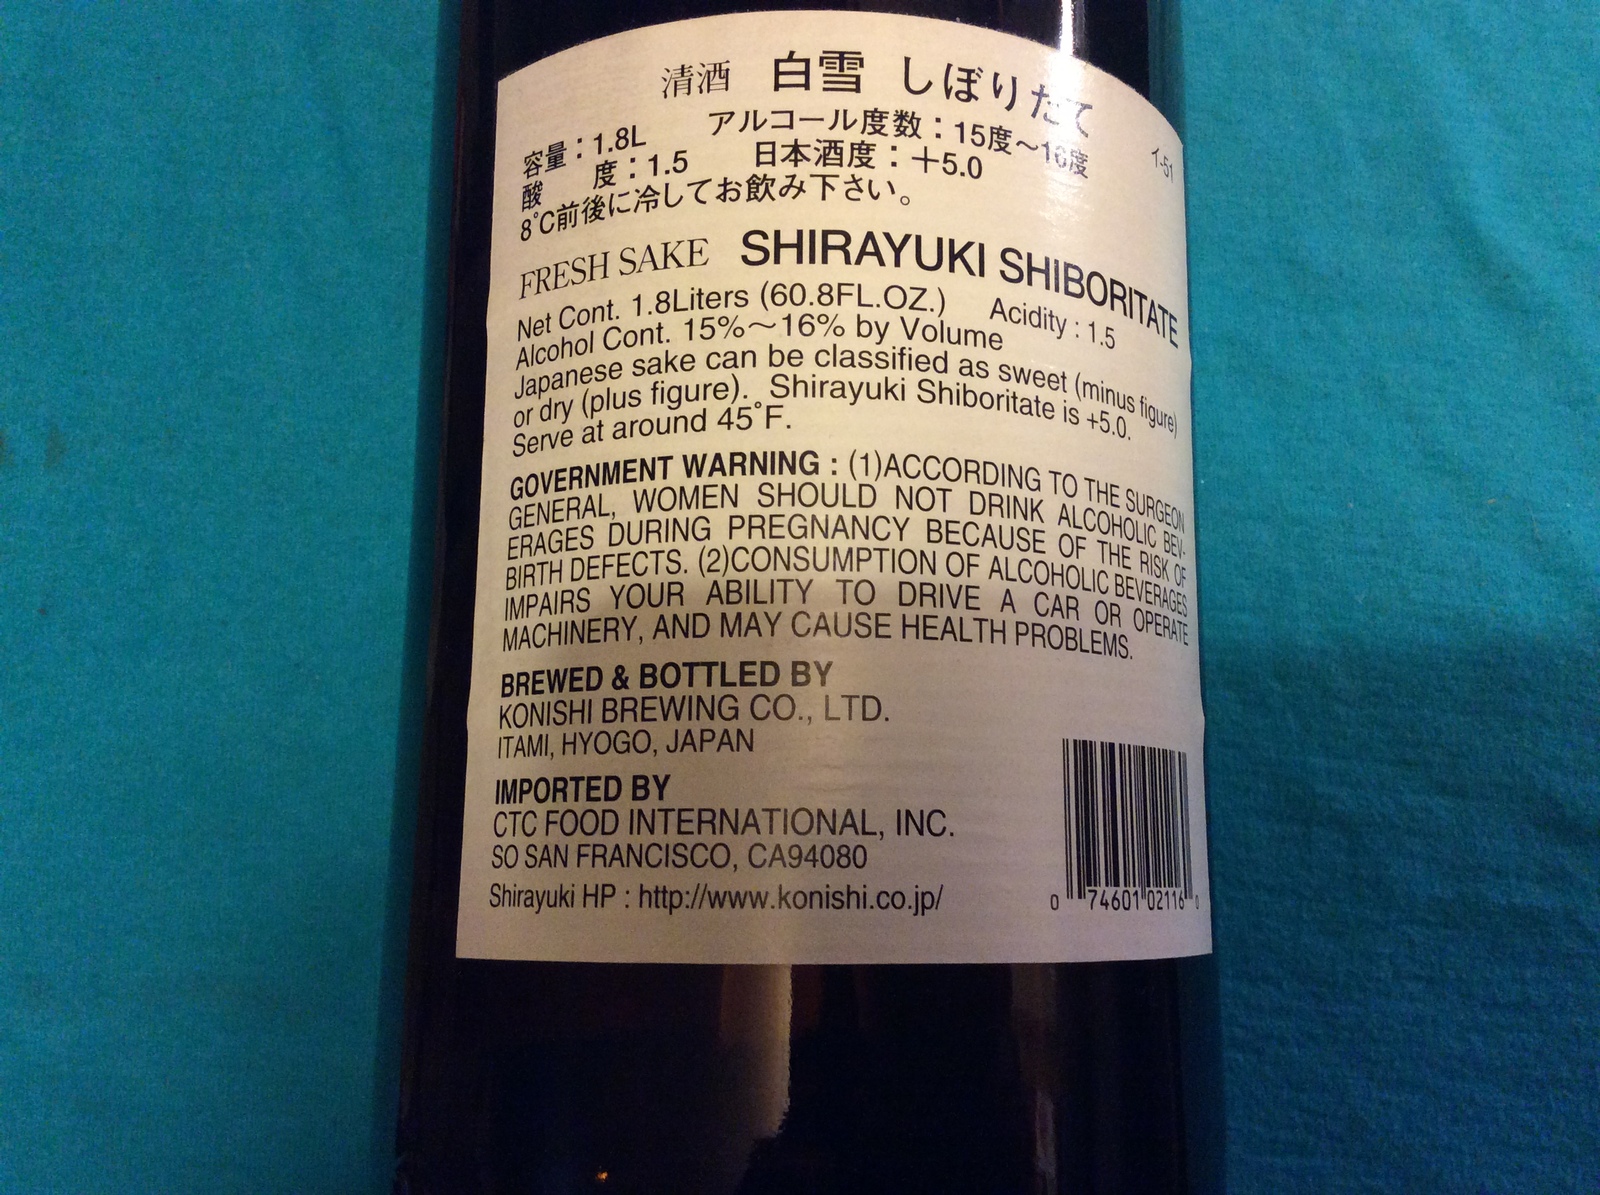 清酒 白雪 しぼりたて
容量：1.8L アルコール度数：15度～16度 イ-51
酸度：1.5 日本酒度：＋5.0
8℃前後に冷してお飲み下さい。
FRESH SAKE SHIRAYUKI SHIBORITATE
Net Cont. 1.8Liters (60.8FL.OZ.) Acidity : 1.5
Alcohol Cont. 15%～16% by Volume
Japanese sake can be classified as sweet (minus figure)
or dry (plus figure). Shirayuki Shiboritate is +5.0.
Serve at around 45°F.
GOVERNMENT WARNING : (1)ACCORDING TO THE SURGEON
GENERAL, WOMEN SHOULD NOT DRINK ALCOHOLIC BEV-
ERAGES DURING PREGNANCY BECAUSE OF THE RISK OF
BIRTH DEFECTS. (2)CONSUMPTION OF ALCOHOLIC BEVERAGES
IMPAIRS YOUR ABILITY TO DRIVE A CAR OR OPERATE
MACHINERY, AND MAY CAUSE HEALTH PROBLEMS.
BREWED & BOTTLED BY
KONISHI BREWING CO., LTD.
ITAMI, HYOGO, JAPAN
IMPORTED BY
CTC FOOD INTERNATIONAL, INC.
SO SAN FRANCISCO, CA94080
Shirayuki HP : http://www.konishi.co.jp/
0 74601 02116 0